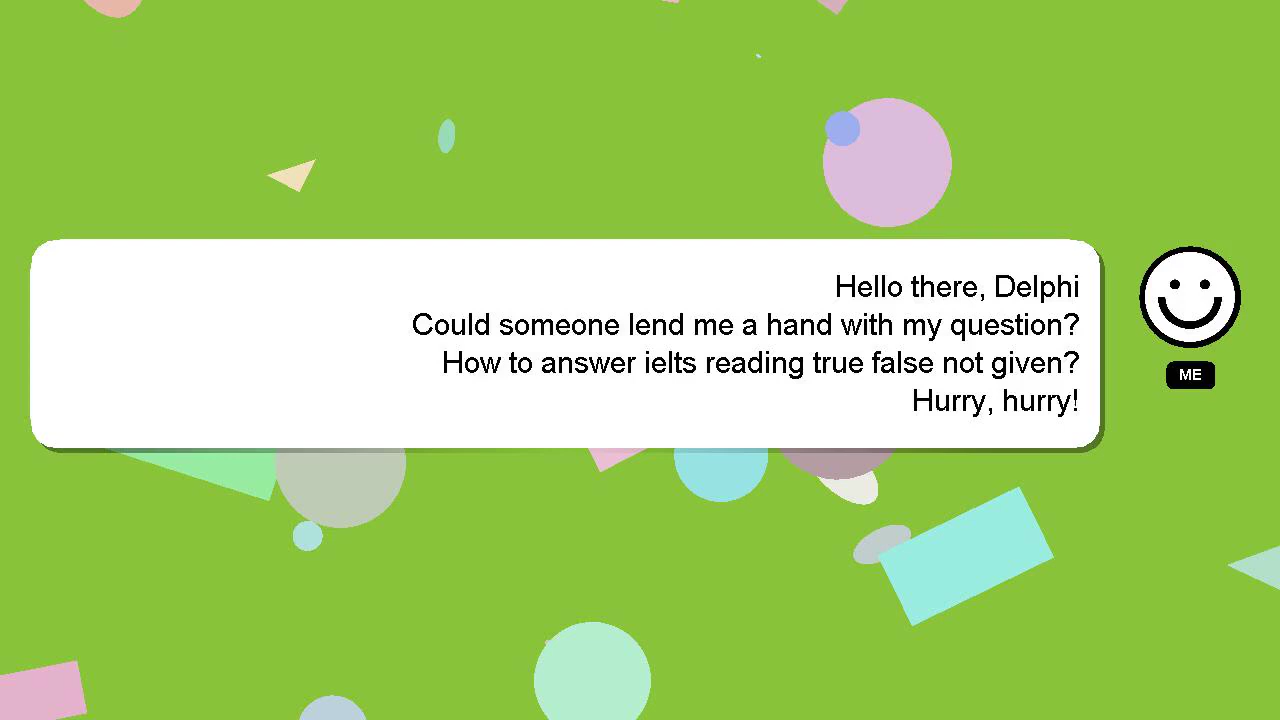 Hello there, Delphi
Could someone lend me a hand with my question?
How to answer ielts reading true false not given?
Hurry, hurry!
ME